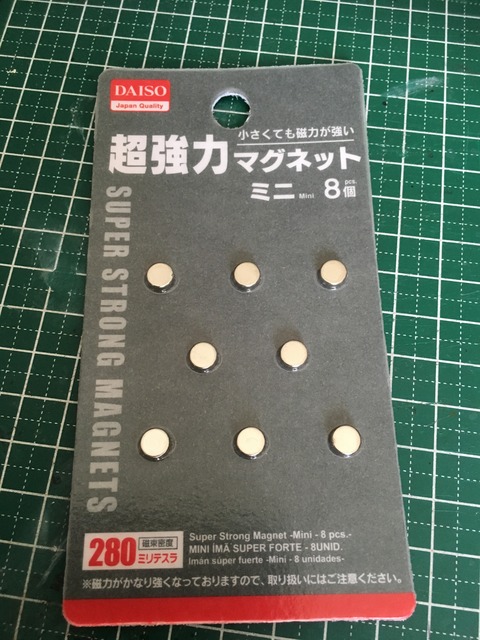 DAISO
Japan Quality
小さくても磁力が強い
超強力マグネット
ミニ Mini 8個 pcs.
SUPER STRONG MAGNETS
280 磁束密度 ミリテスラ
Super Strong Magnet -Mini - 8 pcs.-
MINI ÍMÃ SUPER FORTE - 8UNID.
Imán súper fuerte -Mini - 8 unidades-
※磁力がかなり強くなっておりますので、取り扱いにはご注意ください。